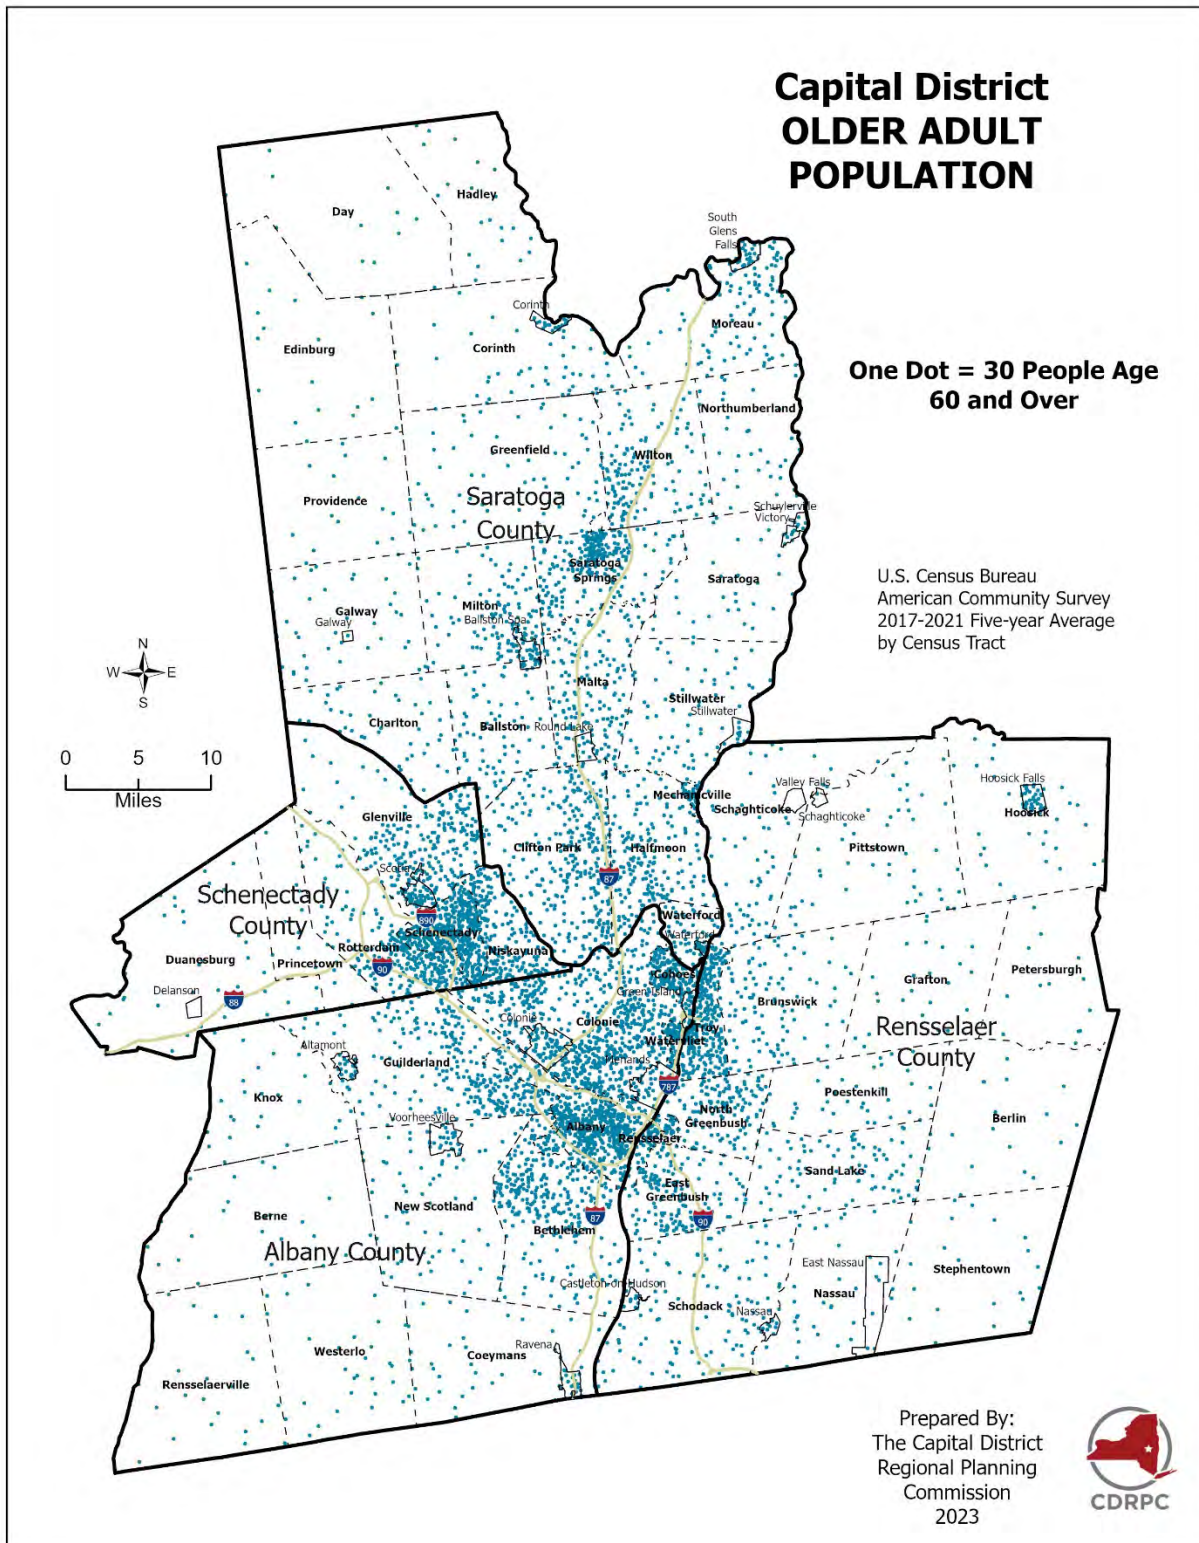 Capital District
OLDER ADULT
POPULATION
Hadley
Day
South
Glens
Falls
Corinth
Moreau
Edinburg
Corinth
One Dot = 30 People Age
60 and Over
Northumberland
Greenfield
Wilton
Providence
Saratoga
County
Schuylerville
Victory
Saratoga
Springs
Saratoga
U.S. Census Bureau
American Community Survey
2017-2021 Five-year Average
by Census Tract
Milton
Ballston Spa
Galway
Galway
N
W
E
S
Malta
Stillwater
Stillwater
Charlton
Ballston
Round Lake
0
5
10
Miles
Mechanicville
Schaghticoke
Valley Falls
Schaghticoke
Hoosick Falls
Hoosick
Glenville
Clifton Park
Halfmoon
Pittstown
Scotia
87
Schenectady
County
890
Schenectady
Waterford
Waterford
Rotterdam
Niskayuna
Duanesburg
Princetown
90
Cohoes
Grafton
Petersburgh
Delanson
88
Green Island
Brunswick
Colonie
Colonie
Troy
Watervliet
Rensselaer
County
Altamont
Guilderland
Menands
787
Knox
Poestenkill
Voorheesville
Albany
North
Greenbush
Berlin
Rensselaer
Sand Lake
East
Greenbush
New Scotland
Berne
87
90
Bethlehem
Albany County
East Nassau
Stephentown
Castleton-on-Hudson
Nassau
Schodack
Nassau
Ravena
Westerlo
Coeymans
Rensselaerville
Prepared By:
The Capital District
Regional Planning
Commission
2023
CDRPC